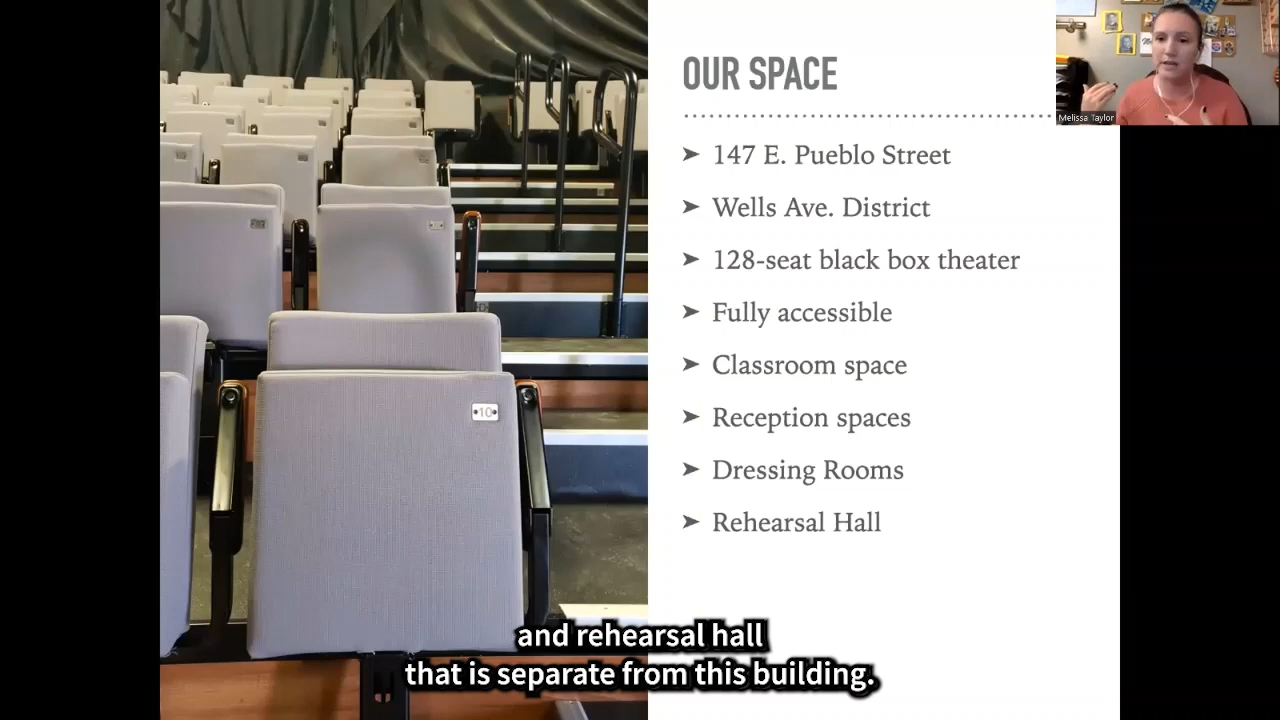 OUR SPACE
Melissa Taylor
➤ 147 E. Pueblo Street
➤ Wells Ave. District
➤ 128-seat black box theater
➤ Fully accessible
➤ Classroom space
➤ Reception spaces
➤ Dressing Rooms
➤ Rehearsal Hall
10
and rehearsal hall
that is separate from this building.